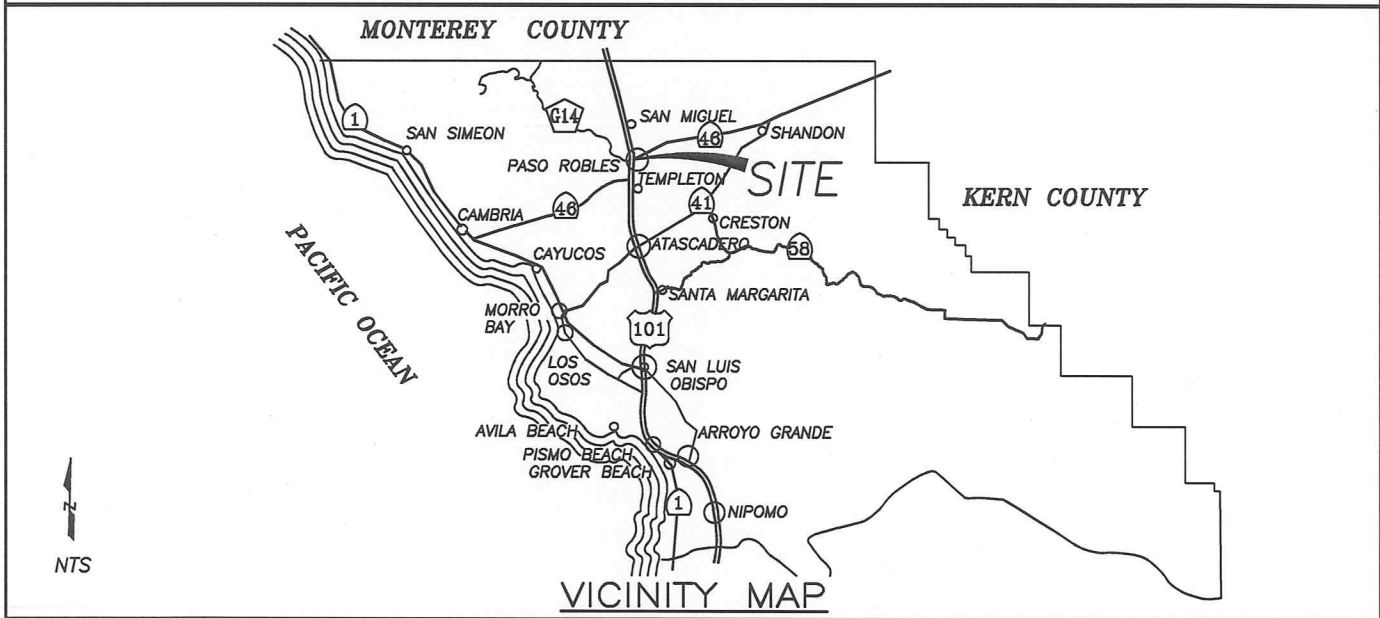 MONTEREY COUNTY
1
G14
SAN MIGUEL
46
SHANDON
SAN SIMEON
PASO ROBLES
SITE
TEMPLETON
KERN COUNTY
CAMBRIA
46
41
CRESTON
PACIFIC OCEAN
CAYUCOS
ATASCADERO
58
SANTA MARGARITA
MORRO
BAY
101
LOS
OSOS
SAN LUIS
OBISPO
AVILA BEACH
ARROYO GRANDE
PISMO BEACH
GROVER BEACH
1
NIPOMO
N
NTS
VICINITY MAP